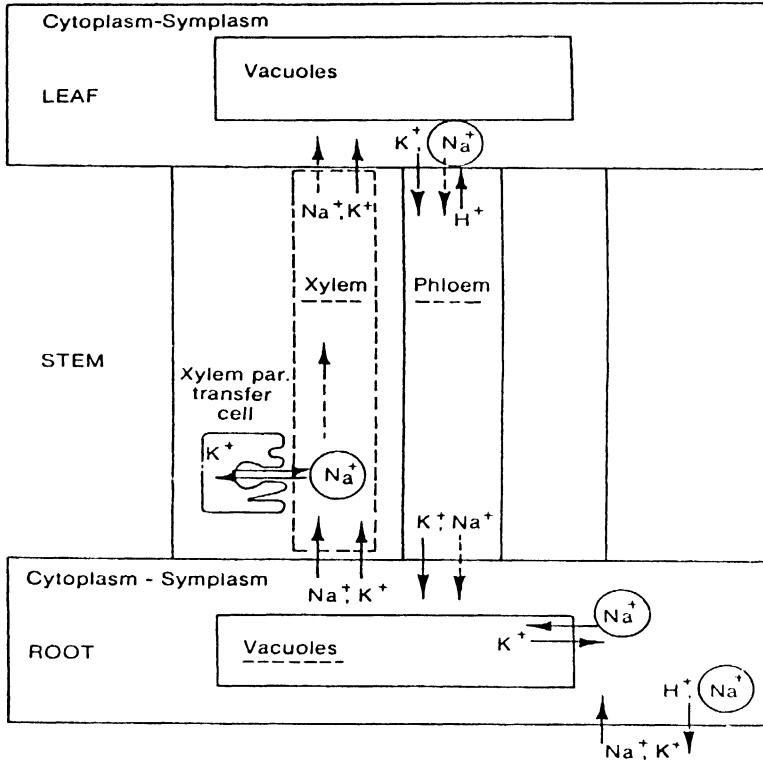 Cytoplasm-Symplasm
Vacuoles
LEAF
K⁺
Na⁺
Na⁺, K⁺
H⁺
Xylem
Phloem
STEM
Xylem par.
transfer
cell
K⁺
Na⁺
K⁺, Na⁺
Cytoplasm - Symplasm
Na⁺, K⁺
Na⁺
Vacuoles
K⁺
ROOT
H⁺, Na⁺
Na⁺, K⁺